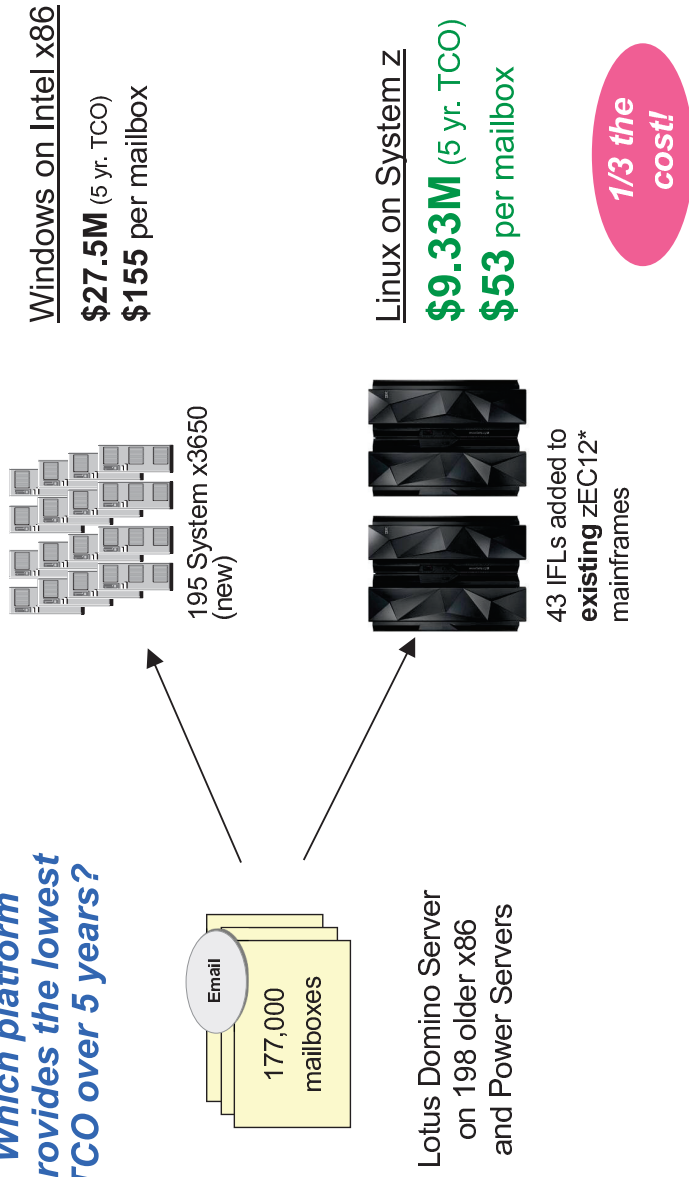 Which platform
rovides the lowest
TCO over 5 years?
Email
177,000
mailboxes
Lotus Domino Server
on 198 older x86
and Power Servers
195 System x3650
(new)
Windows on Intel x86
$27.5M (5 yr. TCO)
$155 per mailbox
43 IFLs added to
existing zEC12*
mainframes
Linux on System z
$9.33M (5 yr. TCO)
$53 per mailbox
1/3 the
cost!